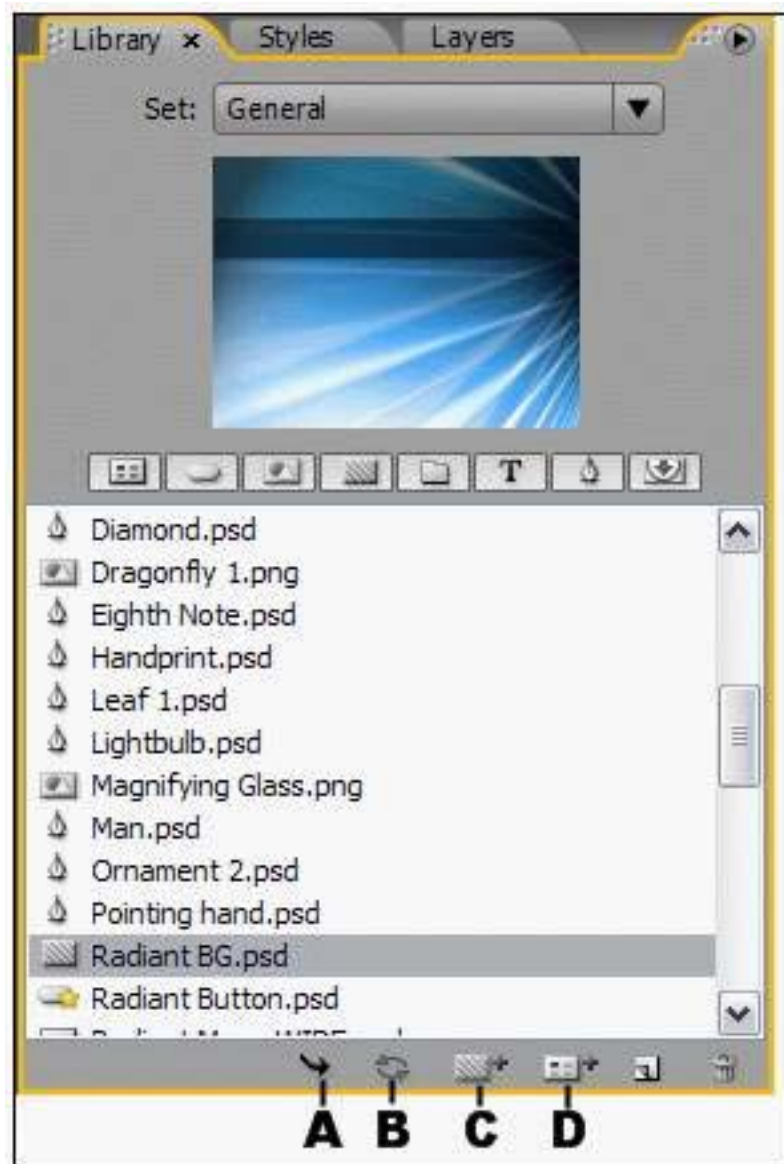 Library x Styles Layers
Set: General
T
Diamond.psd
Dragonfly 1.png
Eighth Note.psd
Handprint.psd
Leaf 1.psd
Lightbulb.psd
Magnifying Glass.png
Man.psd
Ornament 2.psd
Pointing hand.psd
Radiant BG.psd
Radiant Button.psd
A B C D